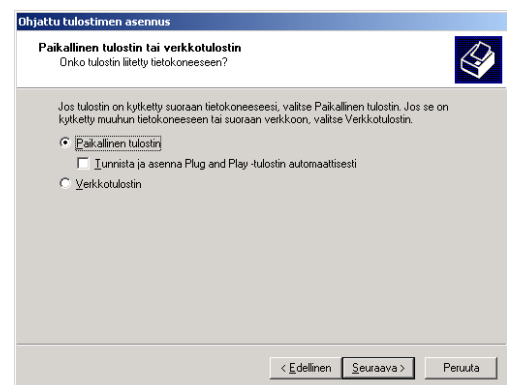 Ohjattu tulostimen asennus
Paikallinen tulostin tai verkkotulostin
Onko tulostin liitetty tietokoneeseen?
Jos tulostin on kytketty suoraan tietokoneeseesi, valitse Paikallinen tulostin. Jos se on
kytketty muuhun tietokoneeseen tai suoraan verkkoon, valitse Verkkotulostin.
Paikallinen tulostin
Tunnista ja asenna Plug and Play -tulostin automaattisesti
Verkkotulostin
< Edellinen Seuraava > Peruuta